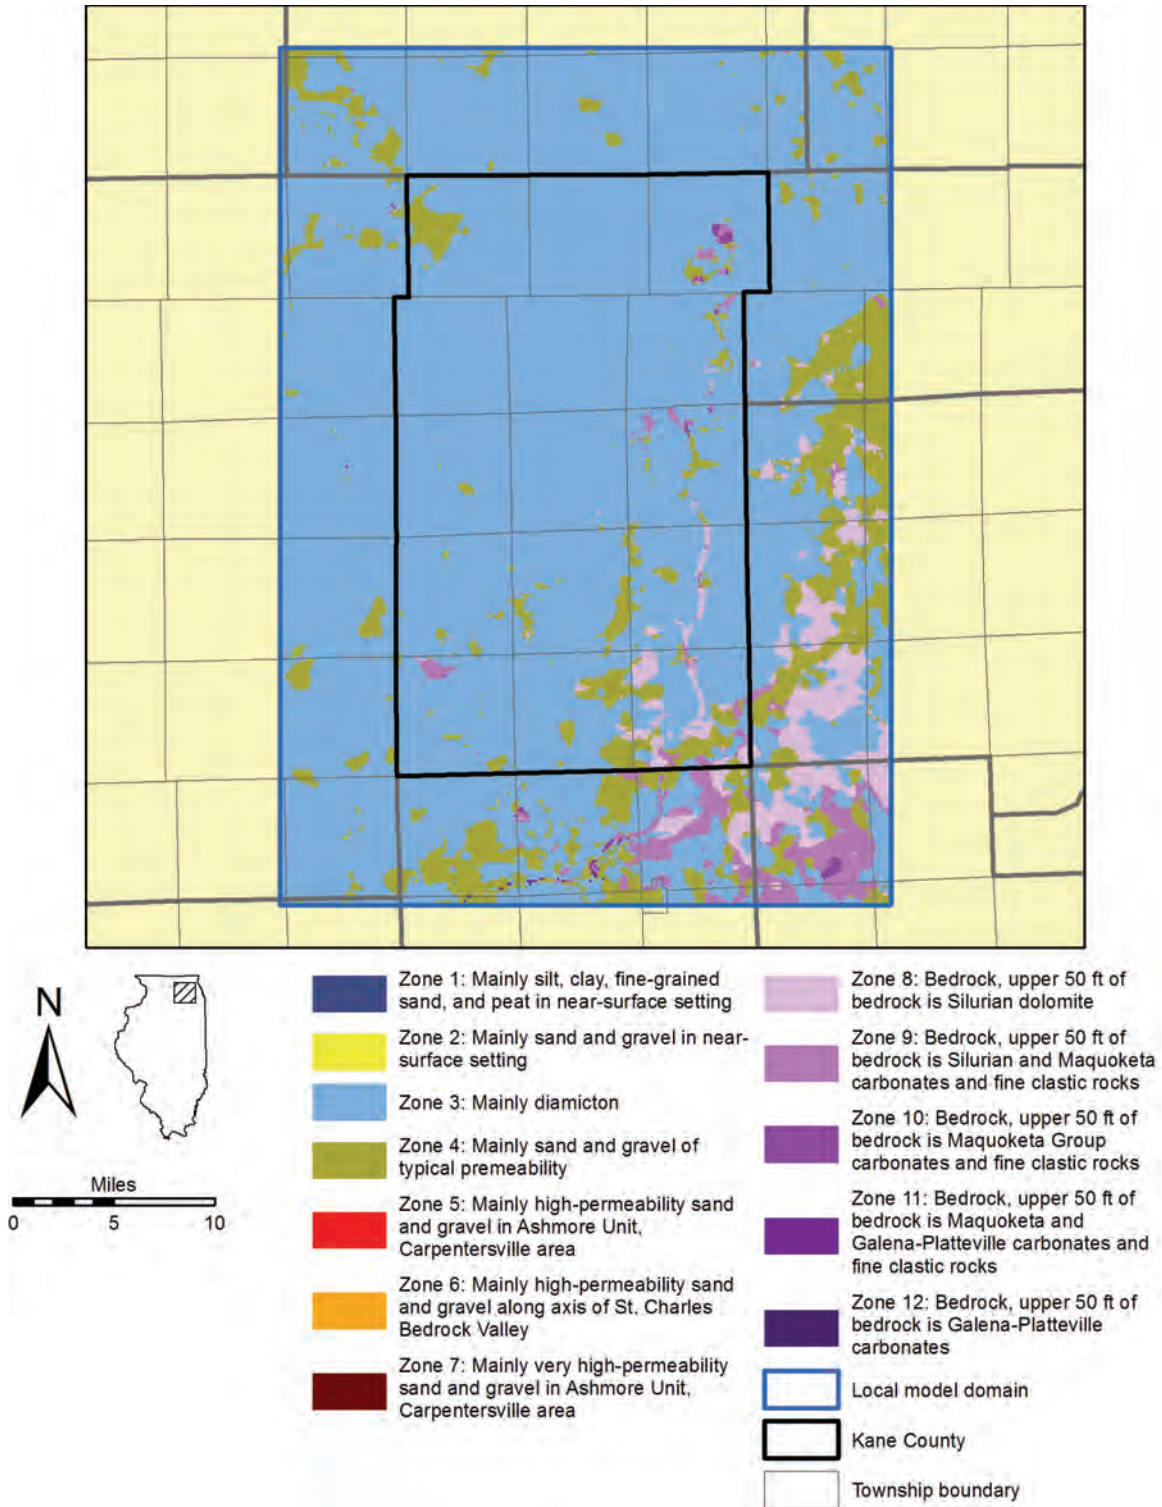 N
Miles
0 5 10
Zone 1: Mainly silt, clay, fine-grained
sand, and peat in near-surface setting
Zone 2: Mainly sand and gravel in near-
surface setting
Zone 3: Mainly diamicton
Zone 4: Mainly sand and gravel of
typical premeability
Zone 5: Mainly high-permeability sand
and gravel in Ashmore Unit,
Carpentersville area
Zone 6: Mainly high-permeability sand
and gravel along axis of St. Charles
Bedrock Valley
Zone 7: Mainly very high-permeability
sand and gravel in Ashmore Unit,
Carpentersville area
Zone 8: Bedrock, upper 50 ft of
bedrock is Silurian dolomite
Zone 9: Bedrock, upper 50 ft of
bedrock is Silurian and Maquoketa
carbonates and fine clastic rocks
Zone 10: Bedrock, upper 50 ft of
bedrock is Maquoketa Group
carbonates and fine clastic rocks
Zone 11: Bedrock, upper 50 ft of
bedrock is Maquoketa and
Galena-Platteville carbonates and
fine clastic rocks
Zone 12: Bedrock, upper 50 ft of
bedrock is Galena-Platteville
carbonates
Local model domain
Kane County
Township boundary